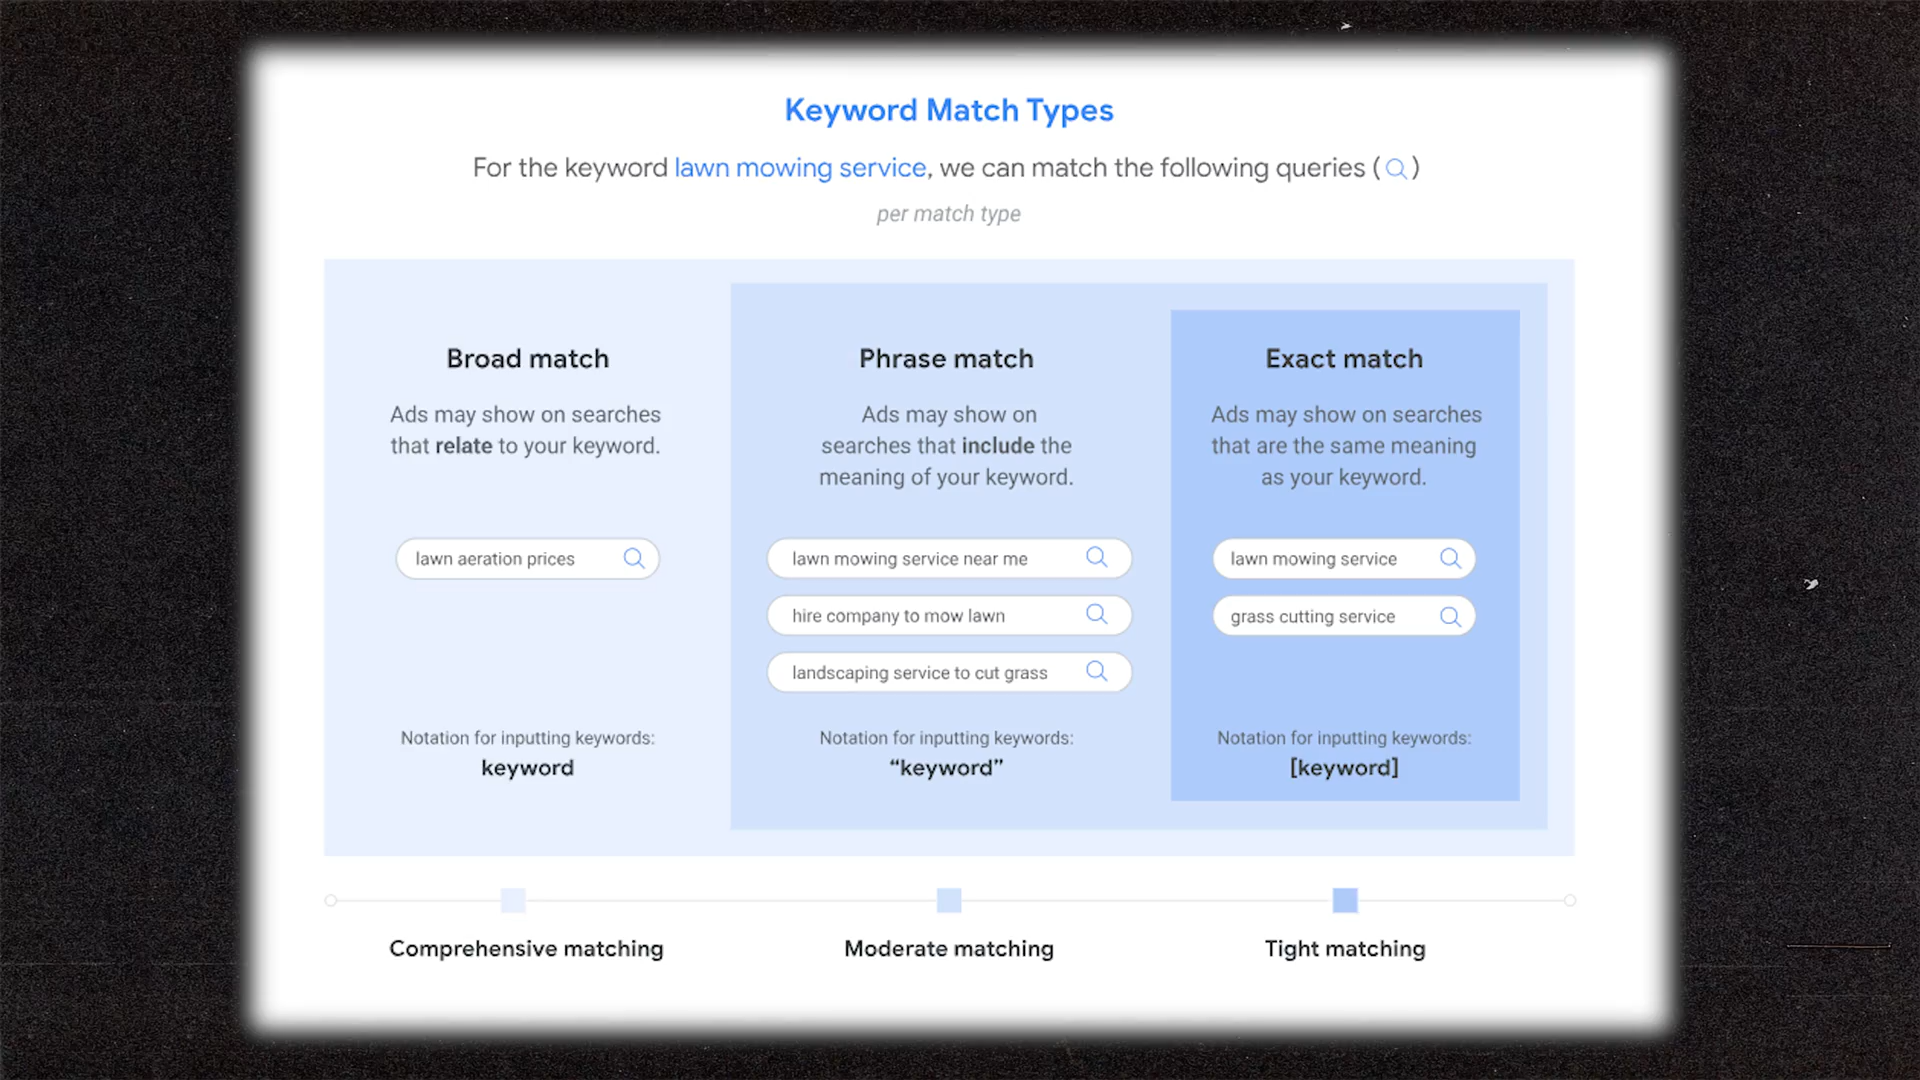 Keyword Match Types
For the keyword lawn mowing service, we can match the following queries ( )
per match type
Broad match
Ads may show on searches
that relate to your keyword.
lawn aeration prices
Notation for inputting keywords:
keyword
Phrase match
Ads may show on
searches that include the
meaning of your keyword.
lawn mowing service near me
hire company to mow lawn
landscaping service to cut grass
Notation for inputting keywords:
“keyword”
Exact match
Ads may show on searches
that are the same meaning
as your keyword.
lawn mowing service
grass cutting service
Notation for inputting keywords:
[keyword]
Comprehensive matching
Moderate matching
Tight matching